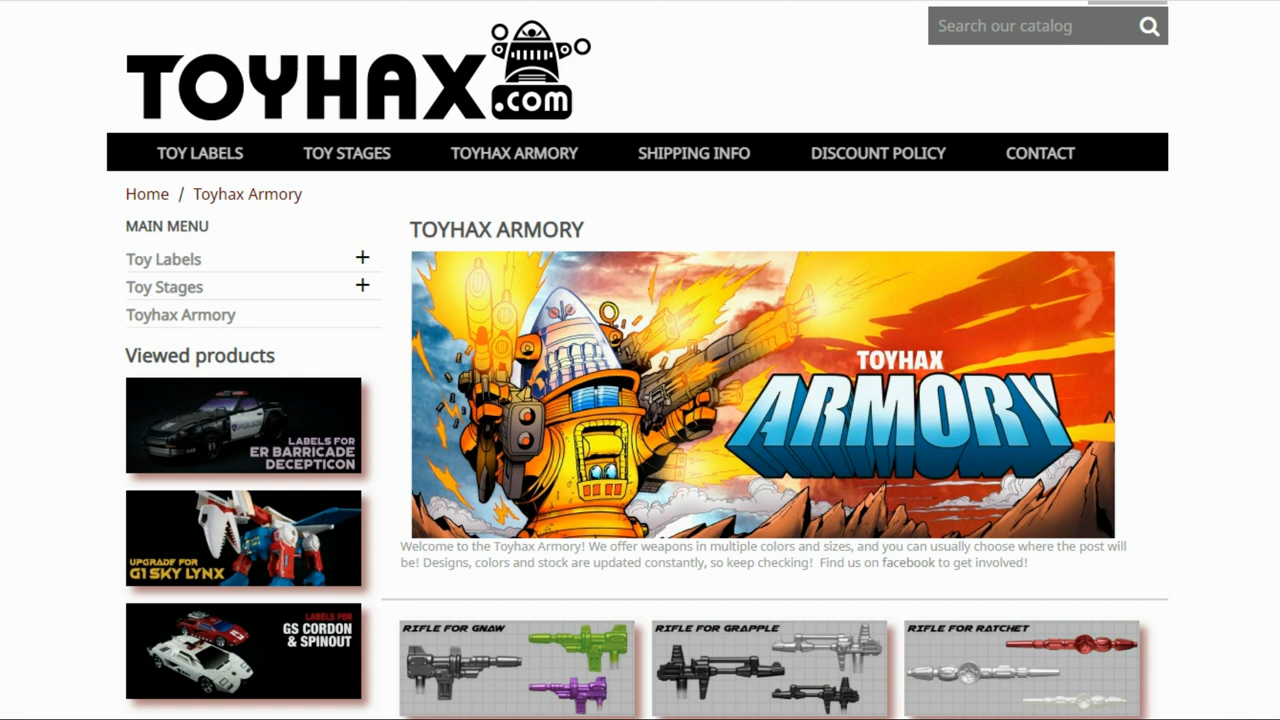 Search our catalog
TOYHAX
.com
TOY LABELS TOY STAGES TOYHAX ARMORY SHIPPING INFO DISCOUNT POLICY CONTACT
Home / Toyhax Armory
MAIN MENU
Toy Labels +
Toy Stages +
Toyhax Armory
Viewed products
LABELS FOR
ER BARRICADE
DECEPTICON
UPGRADE FOR
G1 SKY LYNX
LABELS FOR
GS CORDON
& SPINOUT
TOYHAX ARMORY
TOYHAX
ARMORY
Welcome to the Toyhax Armory! We offer weapons in multiple colors and sizes, and you can usually choose where the post will
be! Designs, colors and stock are updated constantly, so keep checking! Find us on facebook to get involved!
RIFLE FOR GNAW
RIFLE FOR GRAPPLE
RIFLE FOR RATCHET